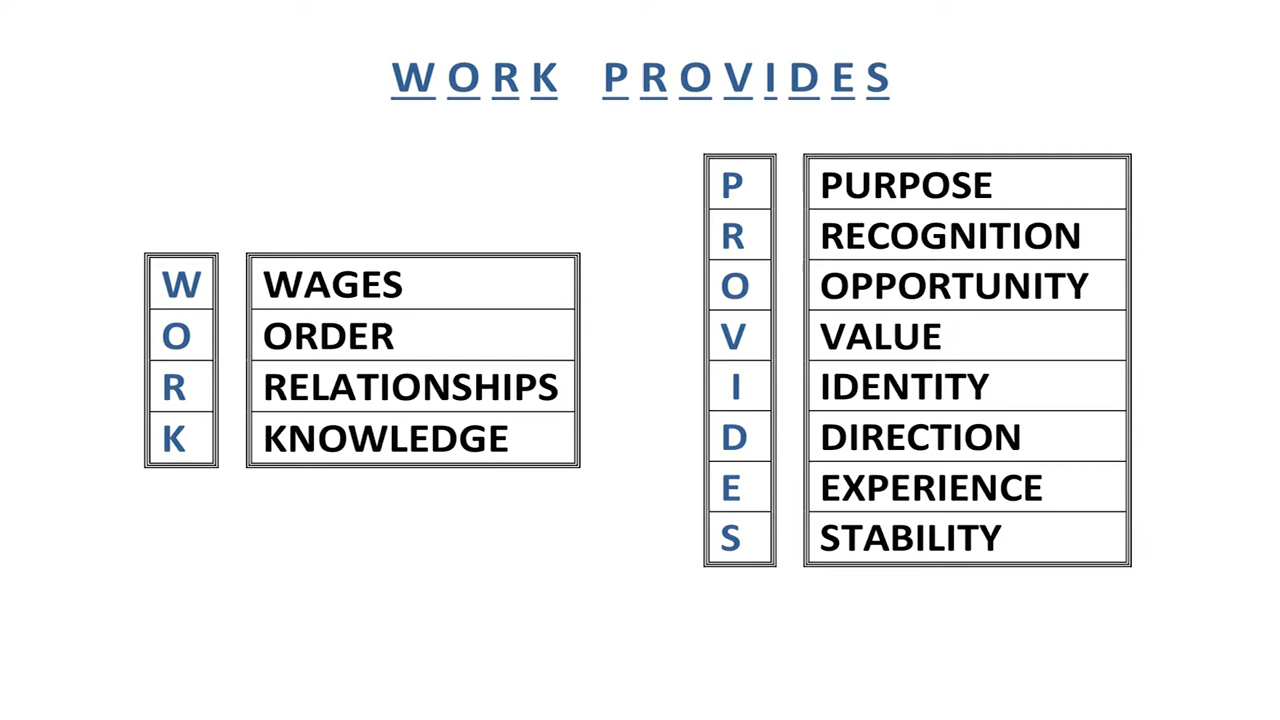 WORK PROVIDES
W WAGES
O ORDER
R RELATIONSHIPS
K KNOWLEDGE
P PURPOSE
R RECOGNITION
O OPPORTUNITY
V VALUE
I IDENTITY
D DIRECTION
E EXPERIENCE
S STABILITY